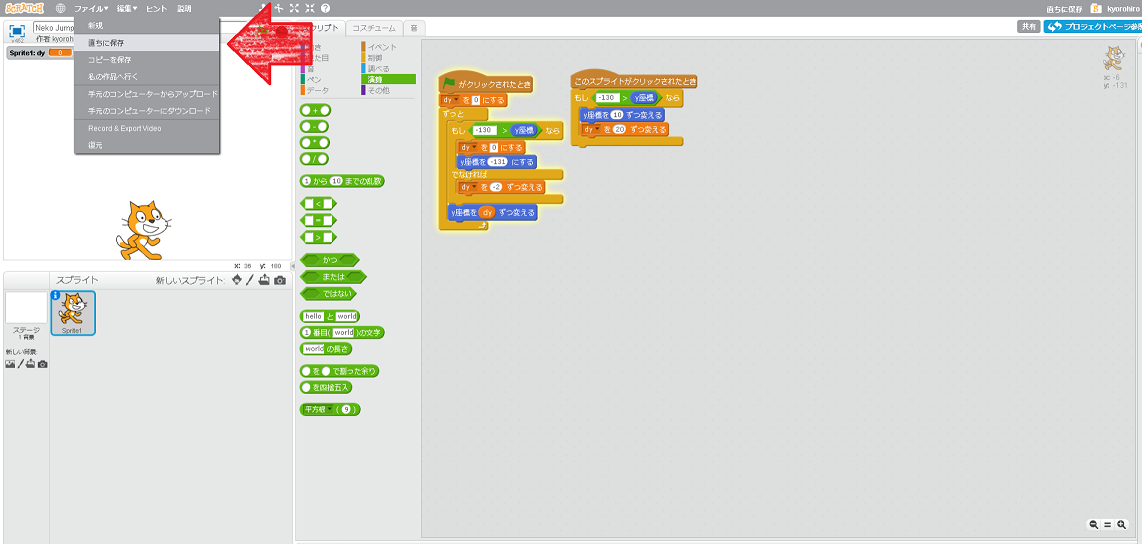 SCRATCH ファイル▼ 編集▼ ヒント 説明 直ちに保存 kyorohiro
新規
直ちに保存
コピーを保存
私の作品へ行く
手元のコンピューターからアップロード
手元のコンピューターにダウンロード
Record & Export Video
復元
Neko Jump
作者 kyoro
v452
Sprite1: dy 0
x: 36 y: 180
スクリプト コスチューム 音
共有 プロジェクトページ参照
動き イベント
見た目 制御
音 調べる
ペン 演算
データ その他
+
-
*
/
1 から 10 までの乱数
<
=
>
かつ
または
ではない
hello と world
1 番目( world )の文字
world の長さ
を で割った余り
を四捨五入
平方根 ( 9 )
がクリックされたとき
dy を 0 にする
ずっと
もし -130 > y座標 なら
dy を 0 にする
y座標を -131 にする
でなければ
dy を -2 ずつ変える
y座標を dy ずつ変える
このスプライトがクリックされたとき
もし -130 > y座標 なら
y座標を 10 ずつ変える
dy を 20 ずつ変える
x: -8
y: -131
スプライト 新しいスプライト:
Sprite1
ステージ
1 背景
新しい背景: